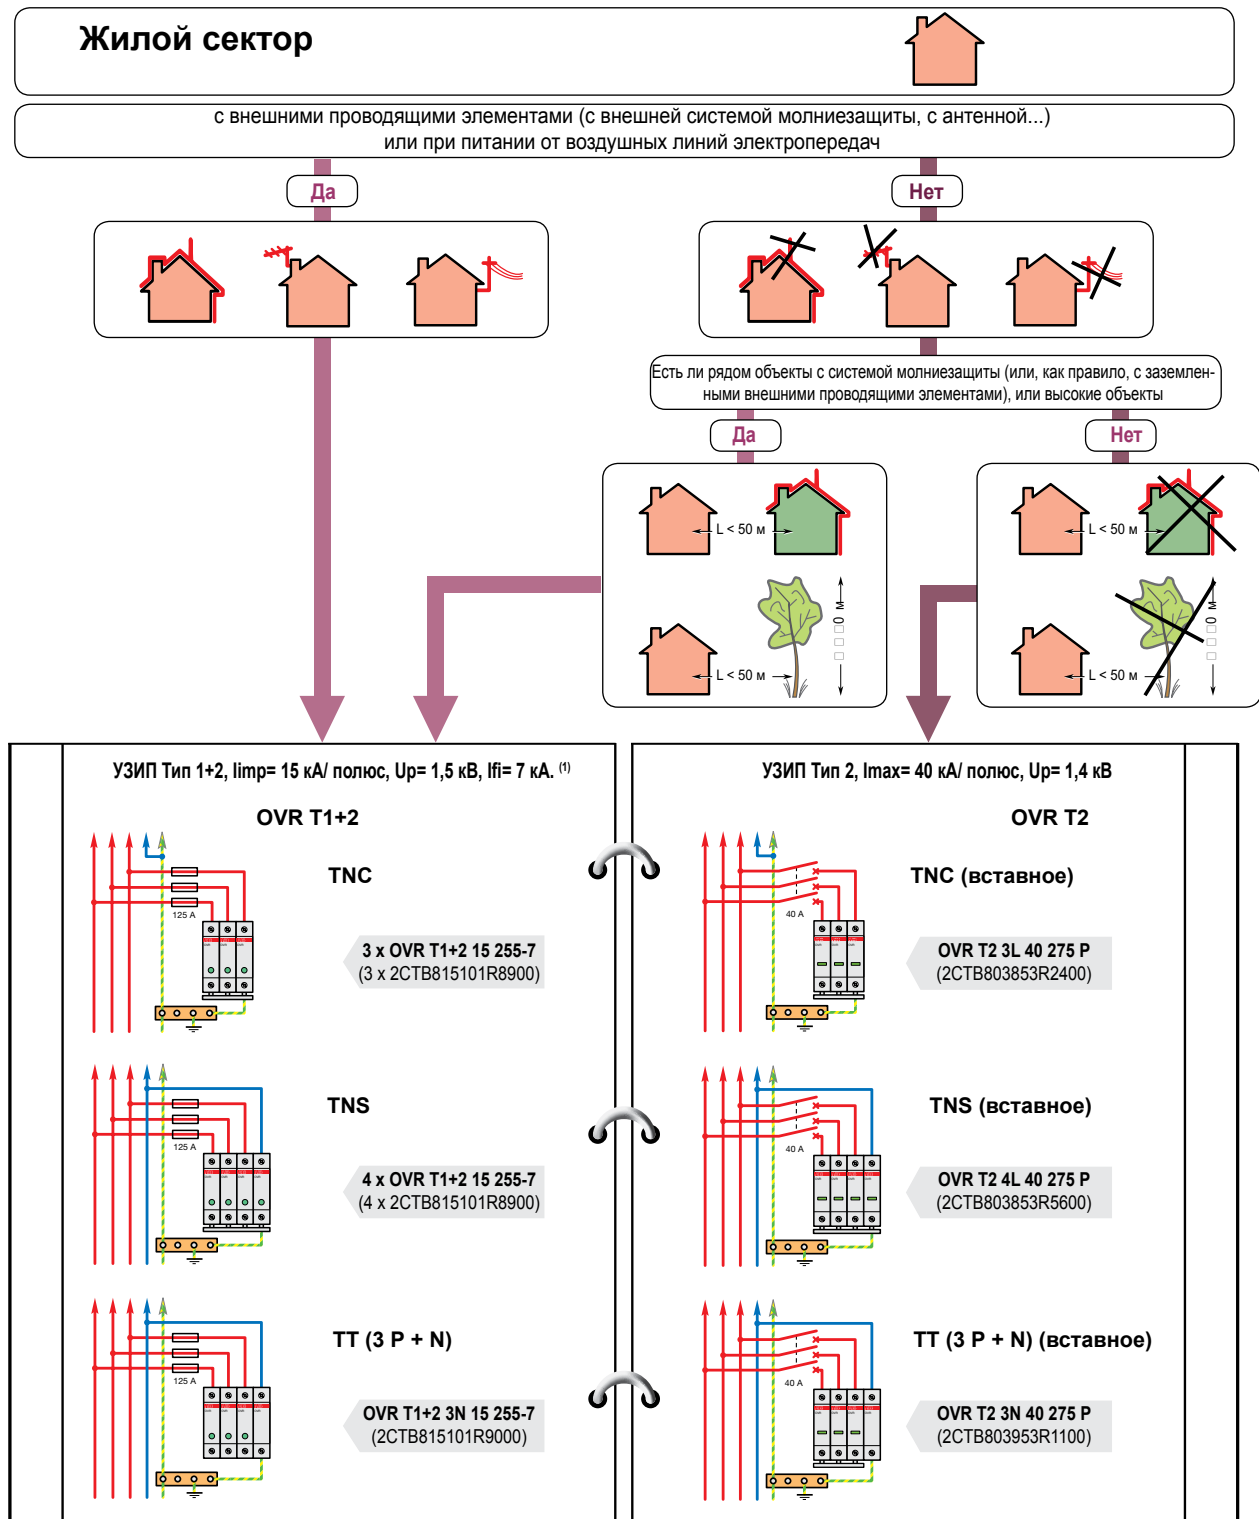 Жилой сектор
с внешними проводящими элементами (с внешней системой молниезащиты, с антенной...)
или при питании от воздушных линий электропередач
Да
Нет
Есть ли рядом объекты с системой молниезащиты (или, как правило, с заземлен-
ными внешними проводящими элементами), или высокие объекты
Да
Нет
L < 50 м
L < 50 м
L < 50 м
L < 50 м
УЗИП Тип 1+2, Iimp= 15 кА/ полюс, Up= 1,5 кВ, Ifi= 7 кА. (1)
OVR T1+2
TNC
125 A
3 x OVR T1+2 15 255-7
(3 x 2CTB815101R8900)
TNS
125 A
4 x OVR T1+2 15 255-7
(4 x 2CTB815101R8900)
TT (3 P + N)
125 A
OVR T1+2 3N 15 255-7
(2CTB815101R9000)
УЗИП Тип 2, Imax= 40 кА/ полюс, Up= 1,4 кВ
OVR T2
TNC (вставное)
40 A
OVR T2 3L 40 275 P
(2CTB803853R2400)
TNS (вставное)
40 A
OVR T2 4L 40 275 P
(2CTB803853R5600)
TT (3 P + N) (вставное)
40 A
OVR T2 3N 40 275 P
(2CTB803953R1100)